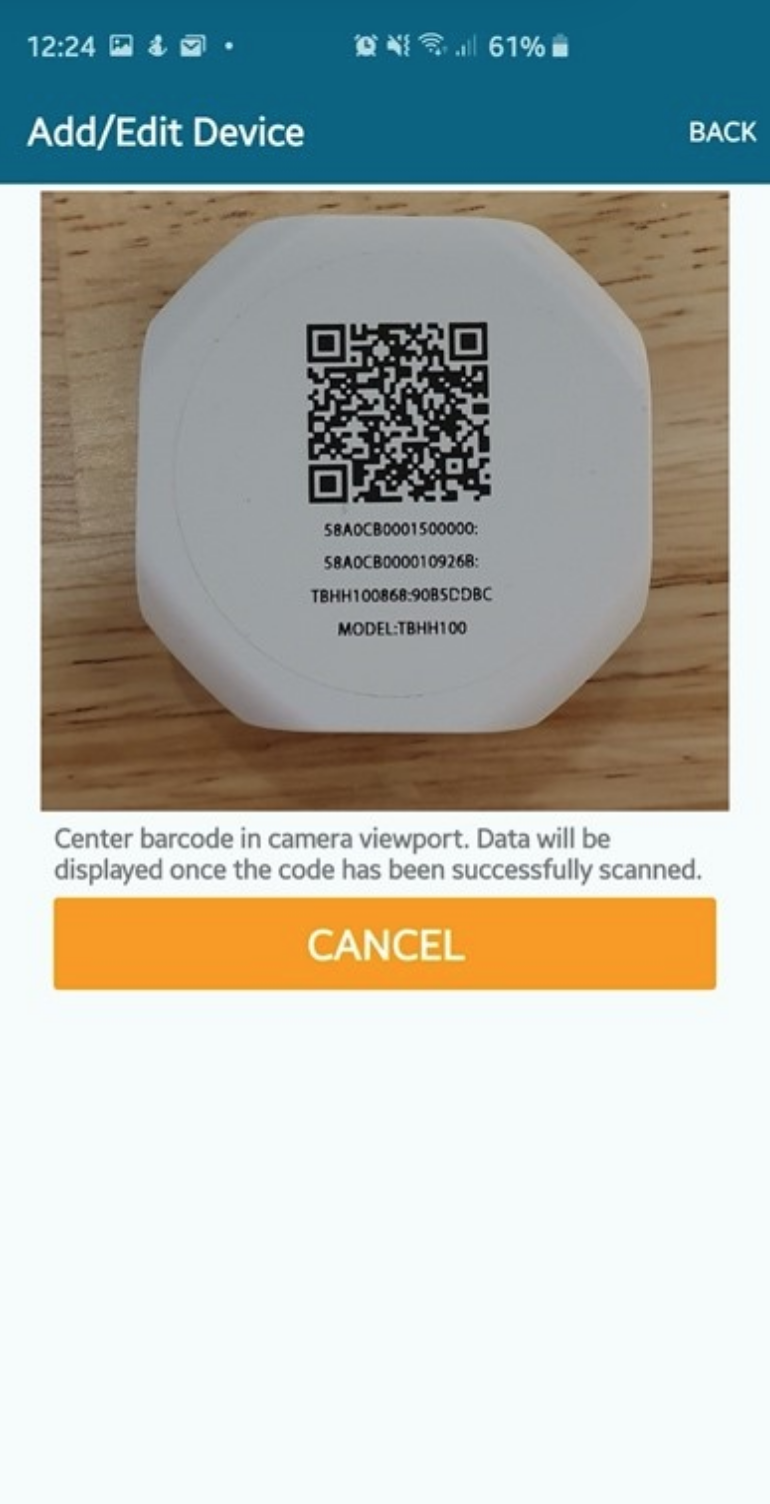 12:24
61%
Add/Edit Device
BACK
58A0CB0001500000:
58A0CB000010926B:
TBHH100868:90B5DDBC
MODEL:TBHH100
Center barcode in camera viewport. Data will be
displayed once the code has been successfully scanned.
CANCEL